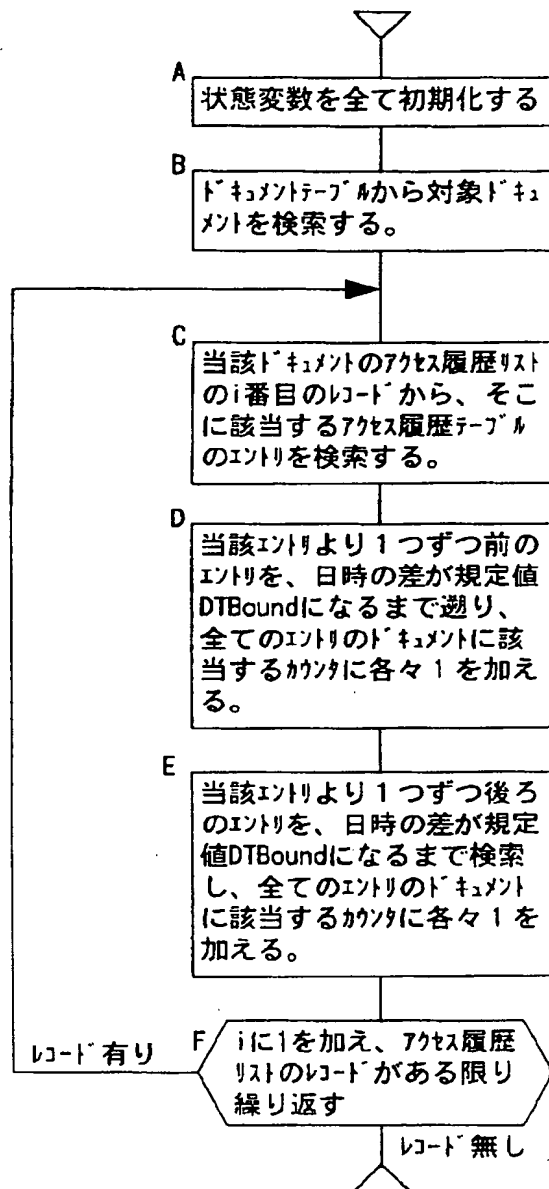 A
状態変数を全て初期化する
B
ﾄﾞｷｭﾒﾝﾄﾃｰﾌﾞﾙから対象ﾄﾞｷｭ
ﾒﾝﾄを検索する。
C
当該ﾄﾞｷｭﾒﾝﾄのｱｸｾｽ履歴ﾘｽﾄ
のi番目のﾚｺｰﾄﾞから、そこ
に該当するｱｸｾｽ履歴ﾃｰﾌﾞﾙ
のｴﾝﾄﾘを検索する。
D
当該ｴﾝﾄﾘより１つずつ前の
ｴﾝﾄﾘを、日時の差が規定値
DTBoundになるまで遡り、
全てのｴﾝﾄﾘのﾄﾞｷｭﾒﾝﾄに該
当するｶｳﾝﾀに各々１を加え
る。
E
当該ｴﾝﾄﾘより１つずつ後ろ
のｴﾝﾄﾘを、日時の差が規定
値DTBoundになるまで検索
し、全てのｴﾝﾄﾘのﾄﾞｷｭﾒﾝﾄ
に該当するｶｳﾝﾀに各々１を
加える。
ﾚｺｰﾄﾞ有り
F
iに1を加え、ｱｸｾｽ履歴
ﾘｽﾄのﾚｺｰﾄﾞがある限り
繰り返す
ﾚｺｰﾄﾞ無し